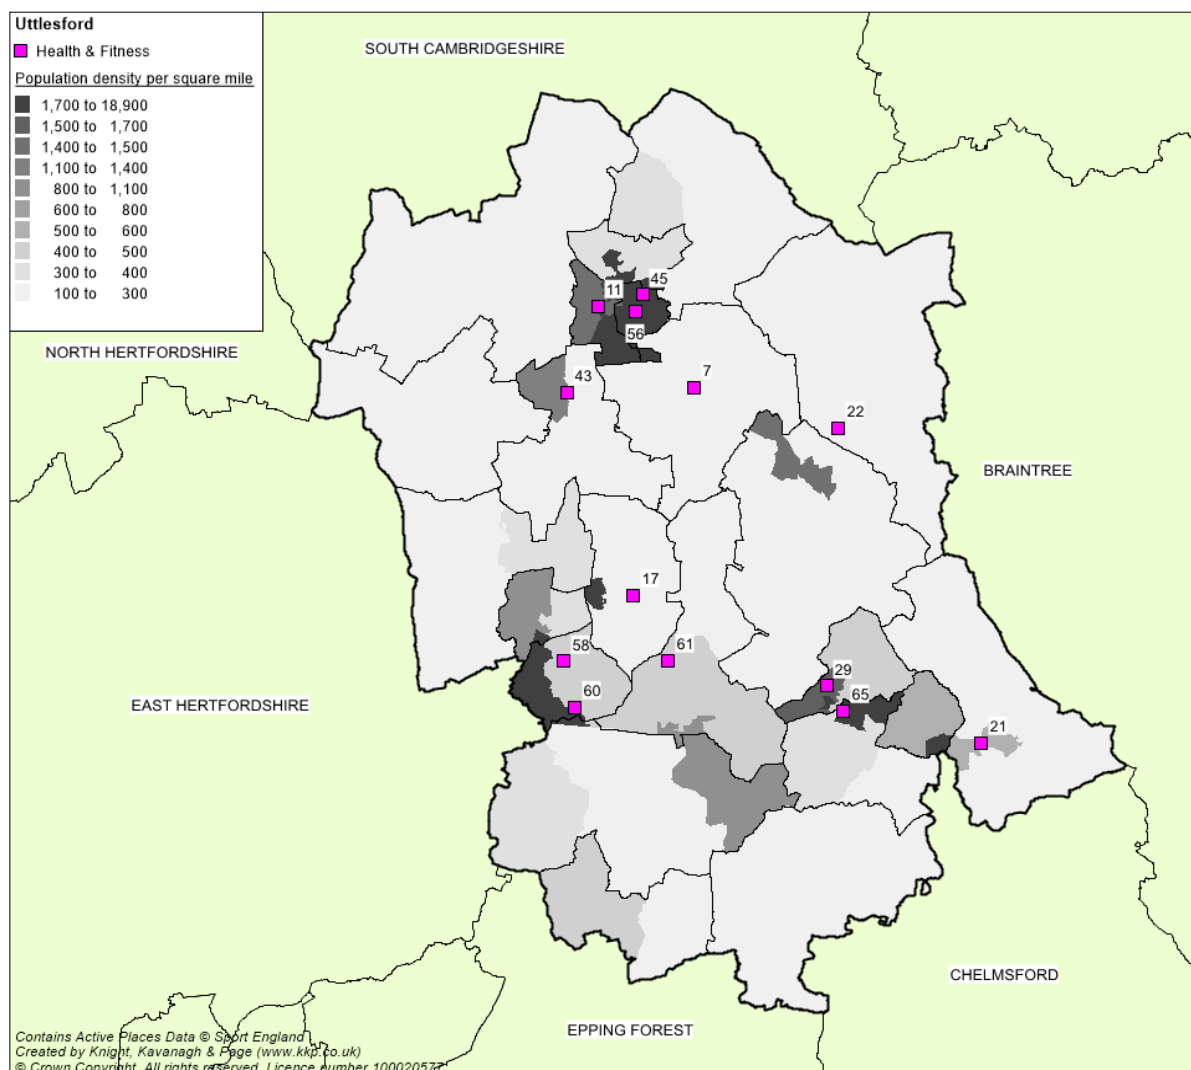 Uttlesford
Health & Fitness
Population density per square mile
1,700 to 18,900
1,500 to 1,700
1,400 to 1,500
1,100 to 1,400
800 to 1,100
600 to 800
500 to 600
400 to 500
300 to 400
100 to 300
SOUTH CAMBRIDGESHIRE
45
11
56
NORTH HERTFORDSHIRE
43
7
22
BRAINTREE
17
58
61
29
60
65
EAST HERTFORDSHIRE
21
CHELMSFORD
EPPING FOREST
Contains Active Places Data © Sport England
Created by Knight, Kavanagh & Page (www.kkp.co.uk)
© Crown Copyright. All rights reserved. Licence number 100020577